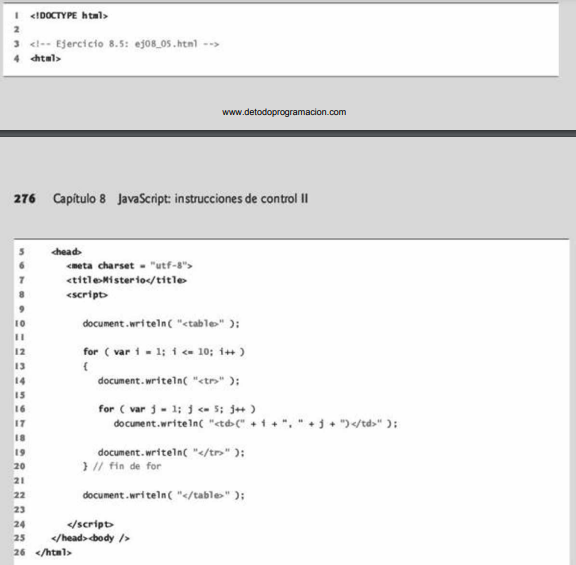 1 <!DOCTYPE html>
2
3 <!-- Ejercicio 8.5: ej08_05.html -->
4 <html>
www.detodoprogramacion.com
276 Capítulo 8 JavaScript: instrucciones de control II
5 <head>
6 <meta charset = "utf-8">
7 <title>Misterio</title>
8 <script>
9
10 document.writeln( "<table>" );
11
12 for ( var i = 1; i <= 10; i++ )
13 {
14 document.writeln( "<tr>" );
15
16 for ( var j = 1; j <= 5; j++ )
17 document.writeln( "<td>(" + i + ", " + j + ")</td>" );
18
19 document.writeln( "</tr>" );
20 } // fin de for
21
22 document.writeln( "</table>" );
23
24 </script>
25 </head><body />
26 </html>